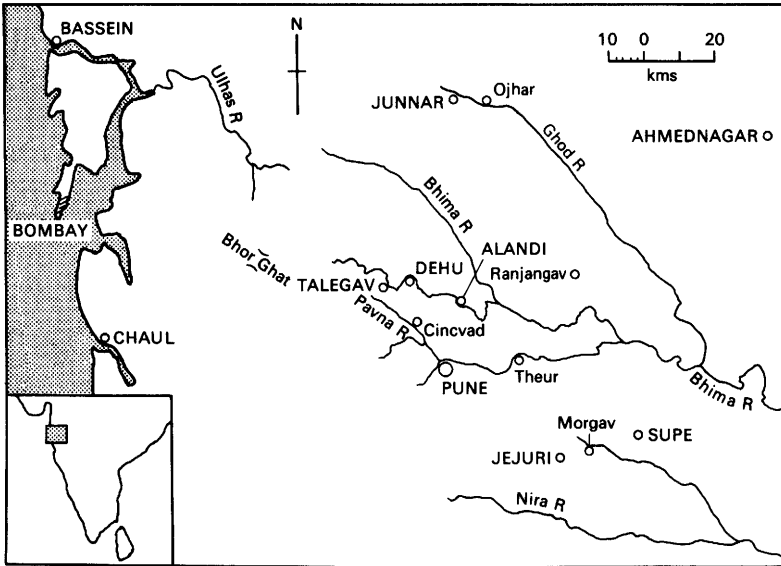 BASSEIN
N
10 0 20
kms
Ulhas R
JUNNAR
Ojhar
AHMEDNAGAR
Ghod R
Bhima R
BOMBAY
Bhor Ghat
DEHU
ALANDI
Ranjangav
TALEGAV
Pavna R
Cincvad
CHAUL
PUNE
Theur
Bhima R
Morgav
SUPE
JEJURI
Nira R